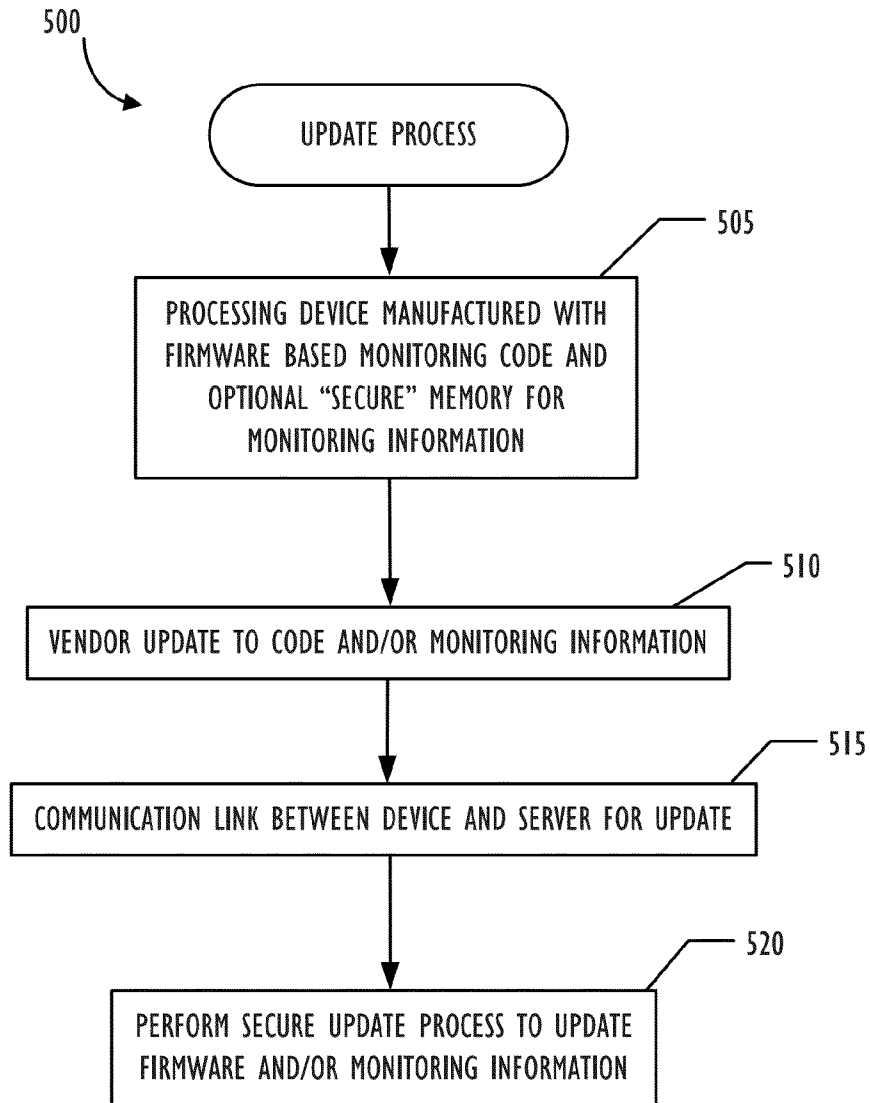 500
UPDATE PROCESS
505
PROCESSING DEVICE MANUFACTURED WITH
FIRMWARE BASED MONITORING CODE AND
OPTIONAL “SECURE” MEMORY FOR
MONITORING INFORMATION
510
VENDOR UPDATE TO CODE AND/OR MONITORING INFORMATION
515
COMMUNICATION LINK BETWEEN DEVICE AND SERVER FOR UPDATE
520
PERFORM SECURE UPDATE PROCESS TO UPDATE
FIRMWARE AND/OR MONITORING INFORMATION